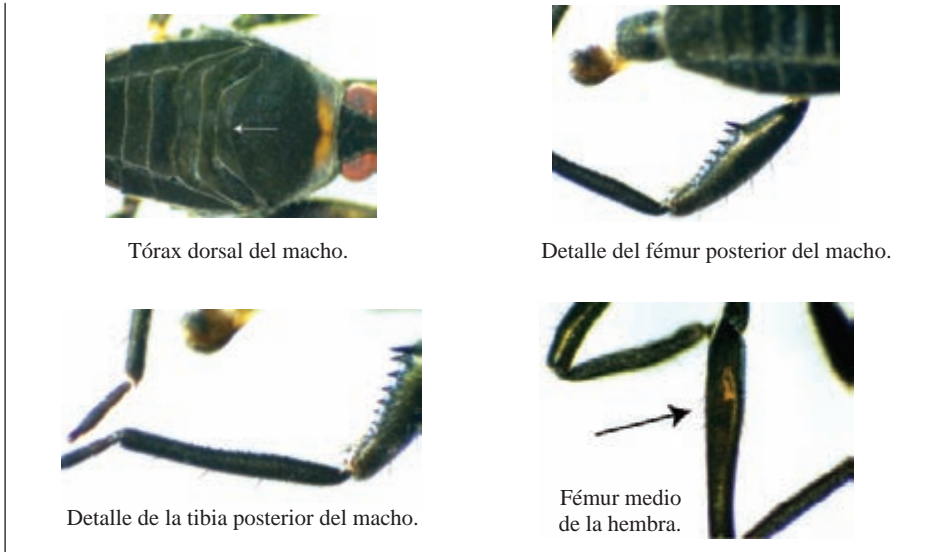 Tórax dorsal del macho.
Detalle del fémur posterior del macho.
Detalle de la tibia posterior del macho.
Fémur medio
de la hembra.